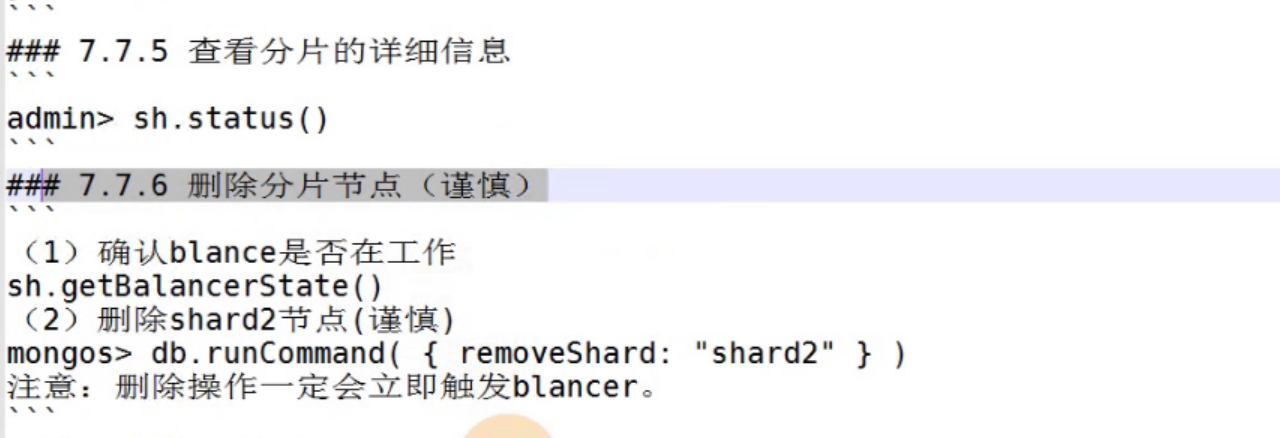 ```
### 7.7.5 查看分片的详细信息
```
admin> sh.status()
```
### 7.7.6 删除分片节点（谨慎）
```
（1）确认blance是否在工作
sh.getBalancerState()
（2）删除shard2节点(谨慎)
mongos> db.runCommand( { removeShard: "shard2" } )
注意：删除操作一定会立即触发blancer。
```